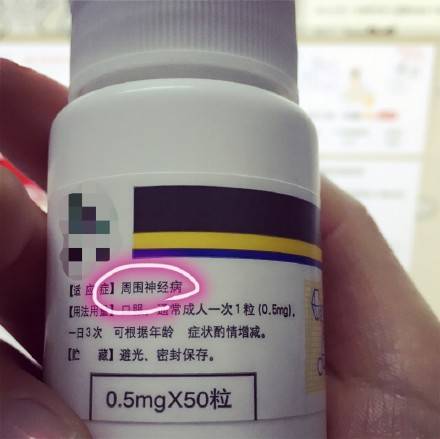 【适 应 症】周围神经病
【用法用量】口服，通常成人一次1粒(0.5mg)，
一日3次 可根据年龄 症状酌情增减。
【贮 藏】避光、密封保存。
0.5mgX50粒